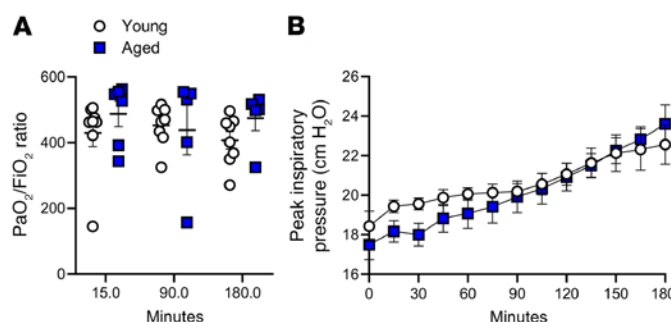 A
Young
Aged
PaO2/FiO2 ratio
600
400
200
0
15.0
90.0
180.0
Minutes
B
Peak inspiratory
pressure (cm H2O)
26
24
22
20
18
16
0
30
60
90
120
150
180
Minutes